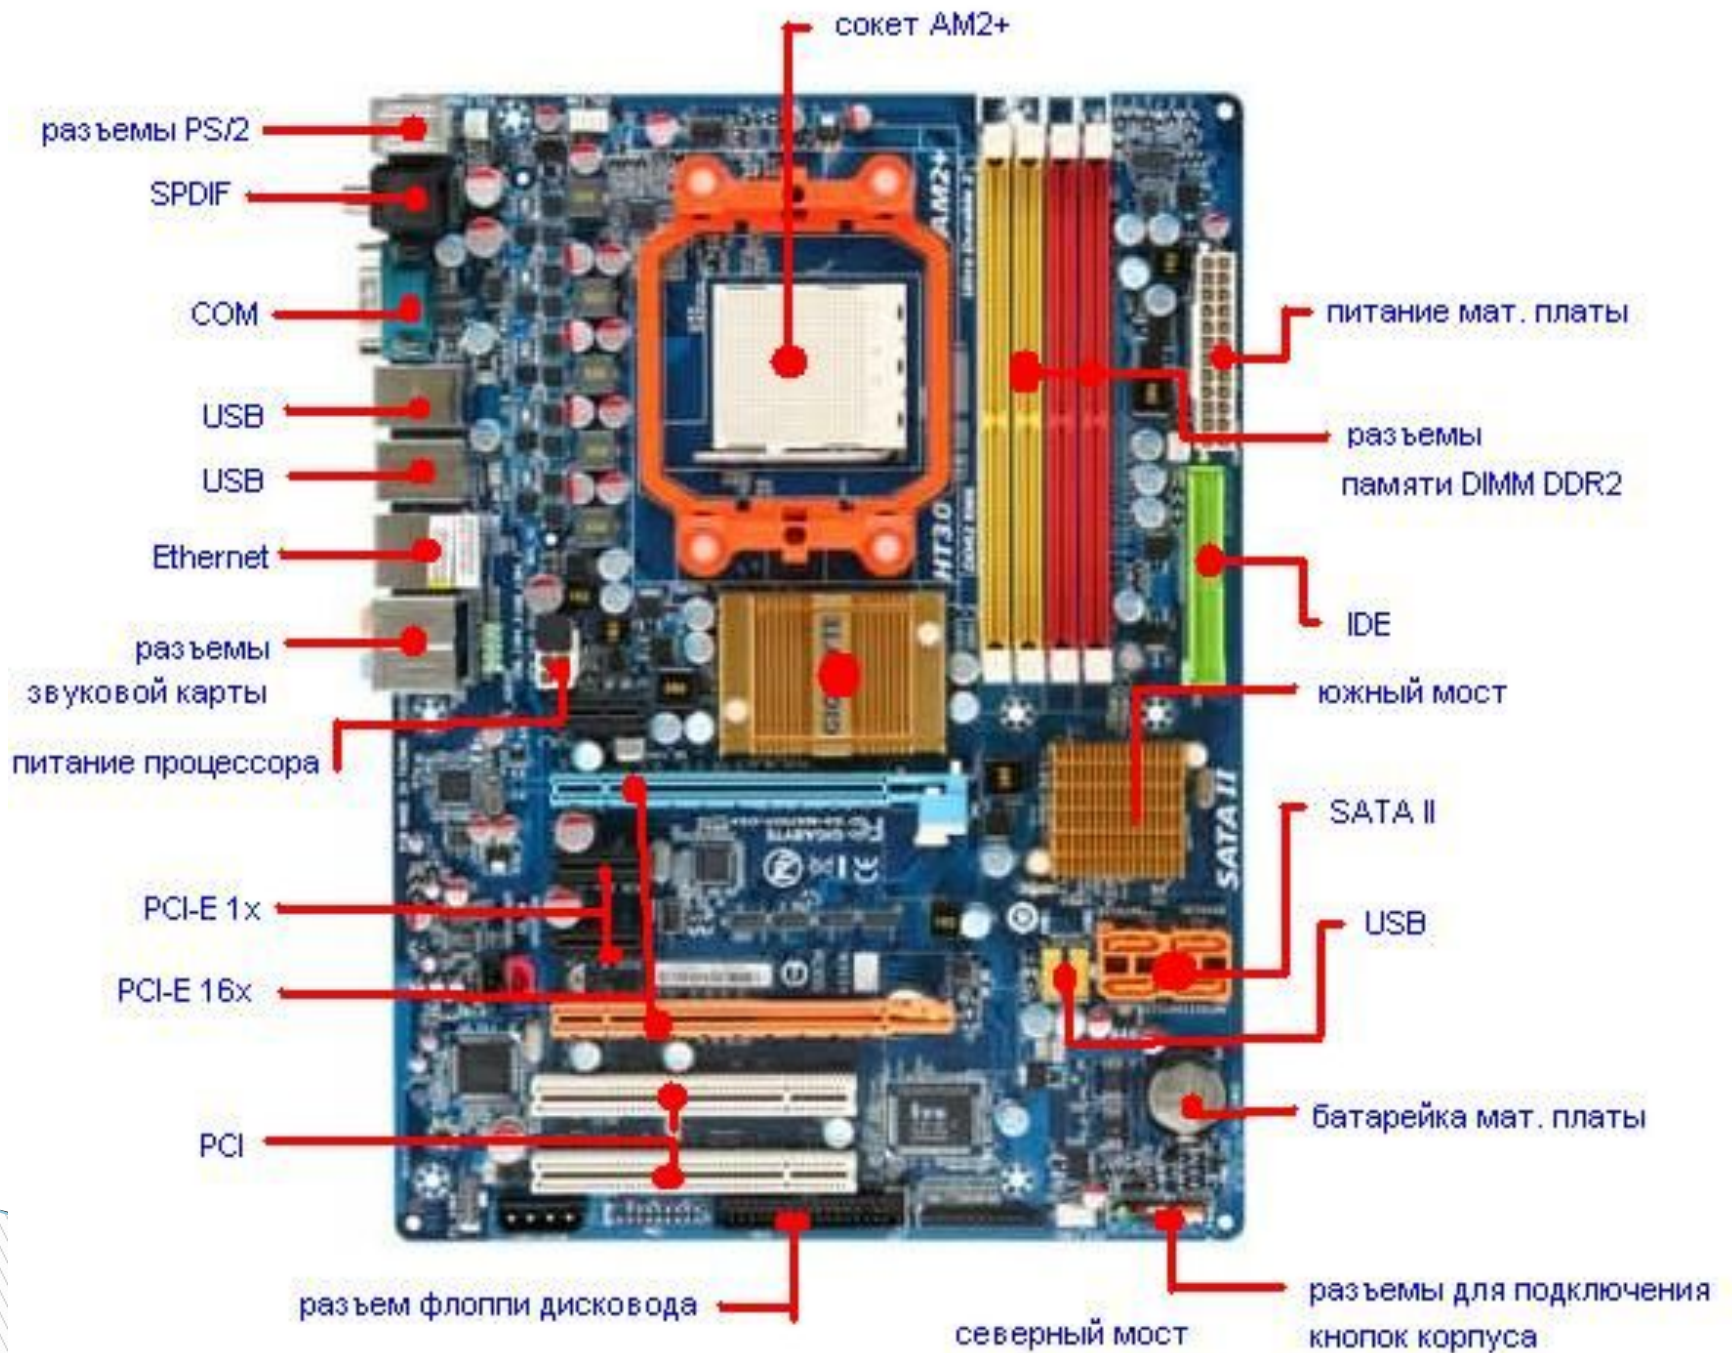 сокет AM2+
разъемы PS/2
SPDIF
COM
USB
USB
Ethernet
разъемы
звуковой карты
питание процессора
PCI-E 1x
PCI-E 16x
PCI
разъем флоппи дисковода
северный мост
питание мат. платы
разъемы
памяти DIMM DDR2
IDE
южный мост
SATA II
USB
батарейка мат. платы
разъемы для подключения
кнопок корпуса
AM2+
HT30
SATA II
GIGABYTE